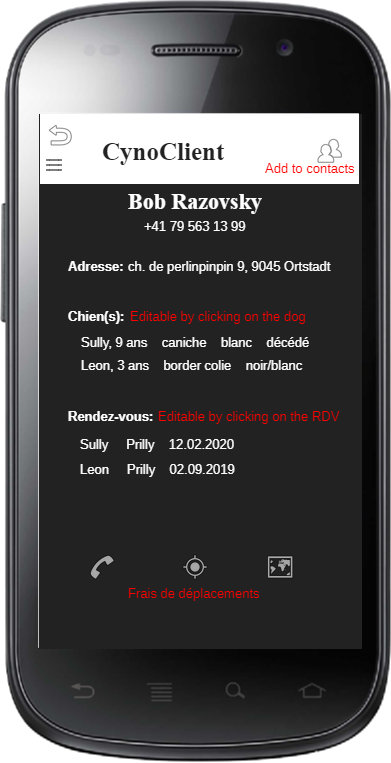 CynoClient
Add to contacts
Bob Razovsky
+41 79 563 13 99
Adresse: ch. de perlinpinpin 9, 9045 Ortstadt
Chien(s): Editable by clicking on the dog
Sully, 9 ans caniche blanc décédé
Leon, 3 ans border colie noir/blanc
Rendez-vous: Editable by clicking on the RDV
Sully Prilly 12.02.2020
Leon Prilly 02.09.2019
Frais de déplacements